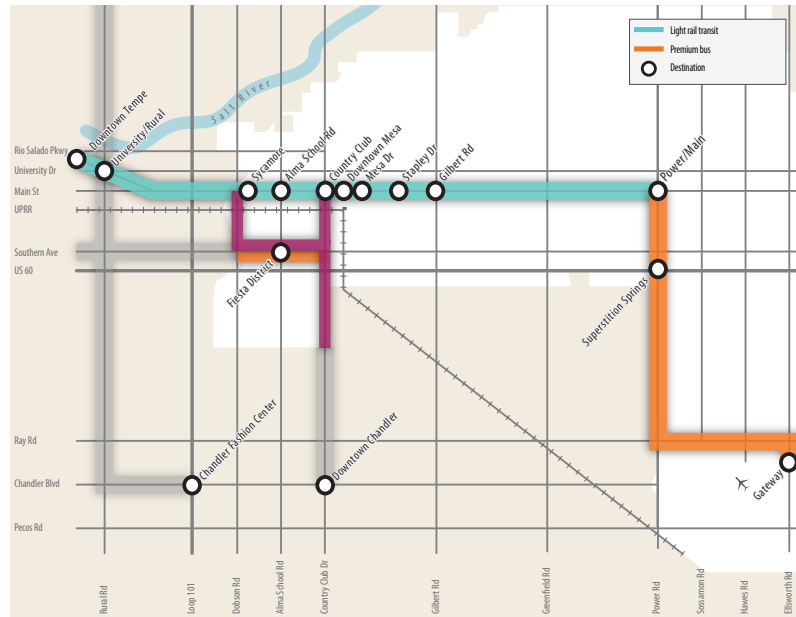 Light rail transit
Premium bus
Destination
Salt River
Downtown Tempe
University/Rural
Sycamore
Alma School Rd
Country Club
Downtown Mesa
Mesa Dr
Stapley Dr
Gilbert Rd
Power/Main
Rio Salado Pkwy
University Dr
Main St
UPRR
Southern Ave
US 60
Fiesta District
Superstition Springs
Ray Rd
Chandler Fashion Center
Downtown Chandler
Gateway
Chandler Blvd
Pecos Rd
Rural Rd
Loop 101
Dobson Rd
Alma School Rd
Country Club Dr
Gilbert Rd
Greenfield Rd
Power Rd
Sossaman Rd
Hawes Rd
Ellsworth Rd